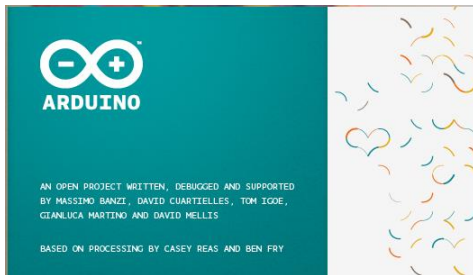 ARDUINO
AN OPEN PROJECT WRITTEN, DEBUGGED AND SUPPORTED
BY MASSIMO BANZI, DAVID CUARTIELLES, TOM IGOE,
GIANLUCA MARTINO AND DAVID MELLIS
BASED ON PROCESSING BY CASEY REAS AND BEN FRY